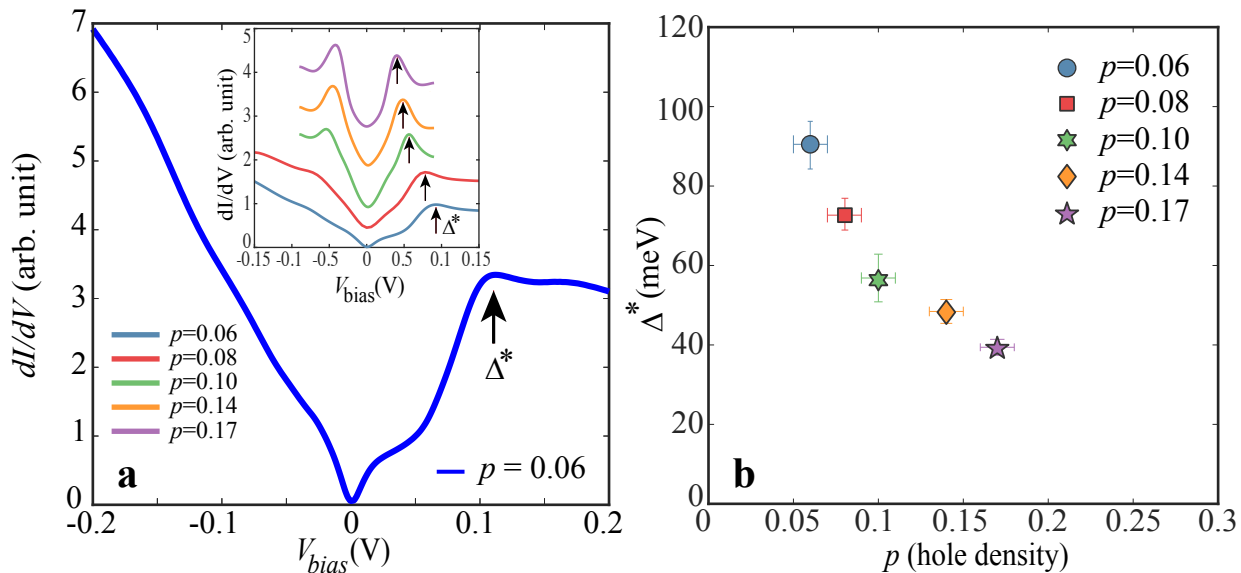 7
6
5
4
3
2
1
0
dI/dV (arb. unit)
-0.2
-0.1
0
0.1
0.2
V_bias(V)
a
p=0.06
p=0.08
p=0.10
p=0.14
p=0.17
Δ*
p = 0.06
5
4
3
2
1
0
dI/dV (arb. unit)
-0.15
-0.1
-0.5
0
0.5
0.1
0.15
V_bias(V)
Δ*
120
100
80
60
40
20
0
Δ* (meV)
0
0.05
0.1
0.15
0.2
0.25
0.3
p (hole density)
b
p=0.06
p=0.08
p=0.10
p=0.14
p=0.17